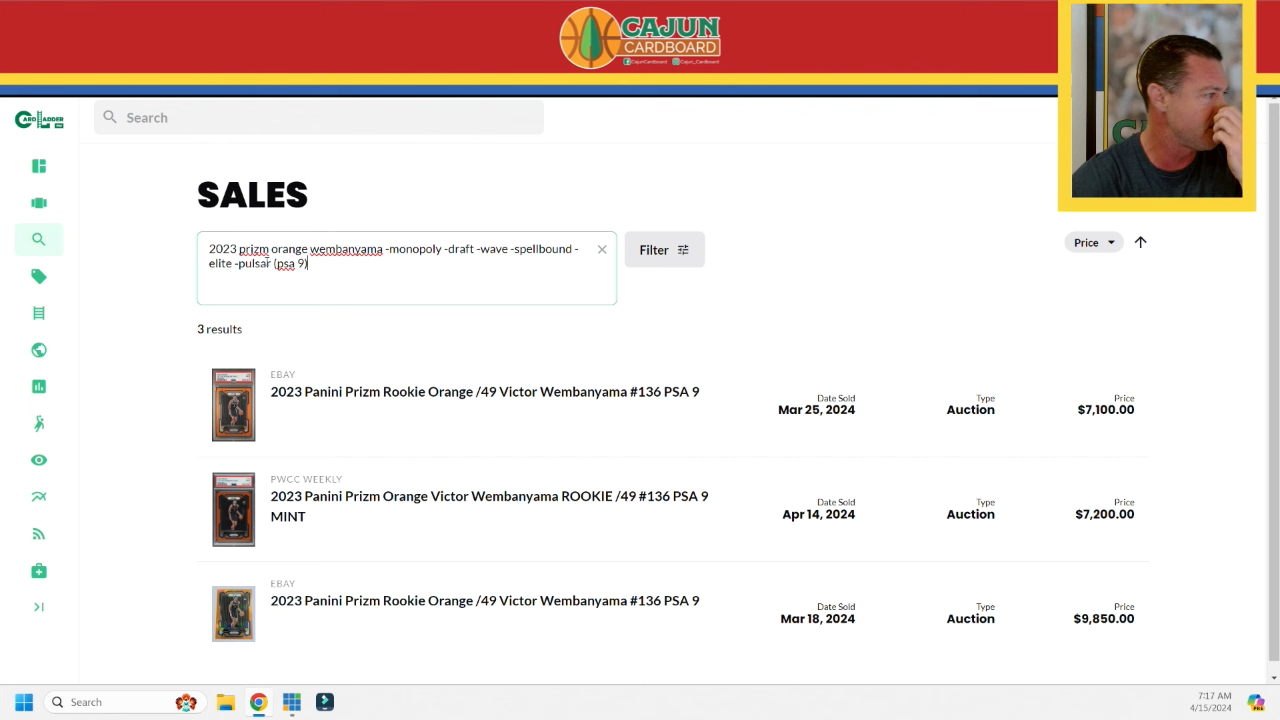 CAJUN
CARDBOARD
CajunCardboard Cajun_Cardboard
CARD LADDER
Search
SALES
2023 prizm orange wembanyama -monopoly -draft -wave -spellbound -
elite -pulsar (psa 9)
Filter
Price
3 results
EBAY
2023 Panini Prizm Rookie Orange /49 Victor Wembanyama #136 PSA 9
Date Sold Type Price
Mar 25, 2024 Auction $7,100.00
PWCC WEEKLY
2023 Panini Prizm Orange Victor Wembanyama ROOKIE /49 #136 PSA 9
MINT
Date Sold Type Price
Apr 14, 2024 Auction $7,200.00
EBAY
2023 Panini Prizm Rookie Orange /49 Victor Wembanyama #136 PSA 9
Date Sold Type Price
Mar 18, 2024 Auction $9,850.00
Search
7:17 AM
4/15/2024